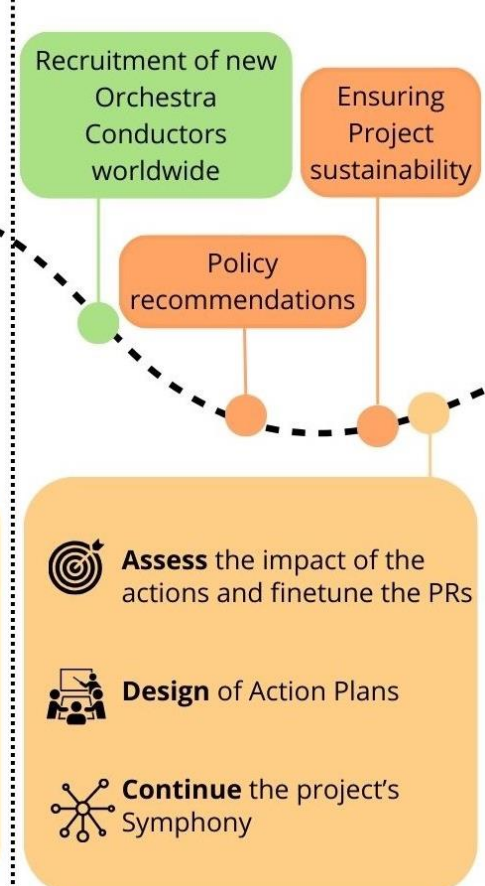 Recruitment of new
Orchestra
Conductors
worldwide
Ensuring
Project
sustainability
Policy
recommendations
Assess the impact of the
actions and finetune the PRs
Design of Action Plans
Continue the project's
Symphony